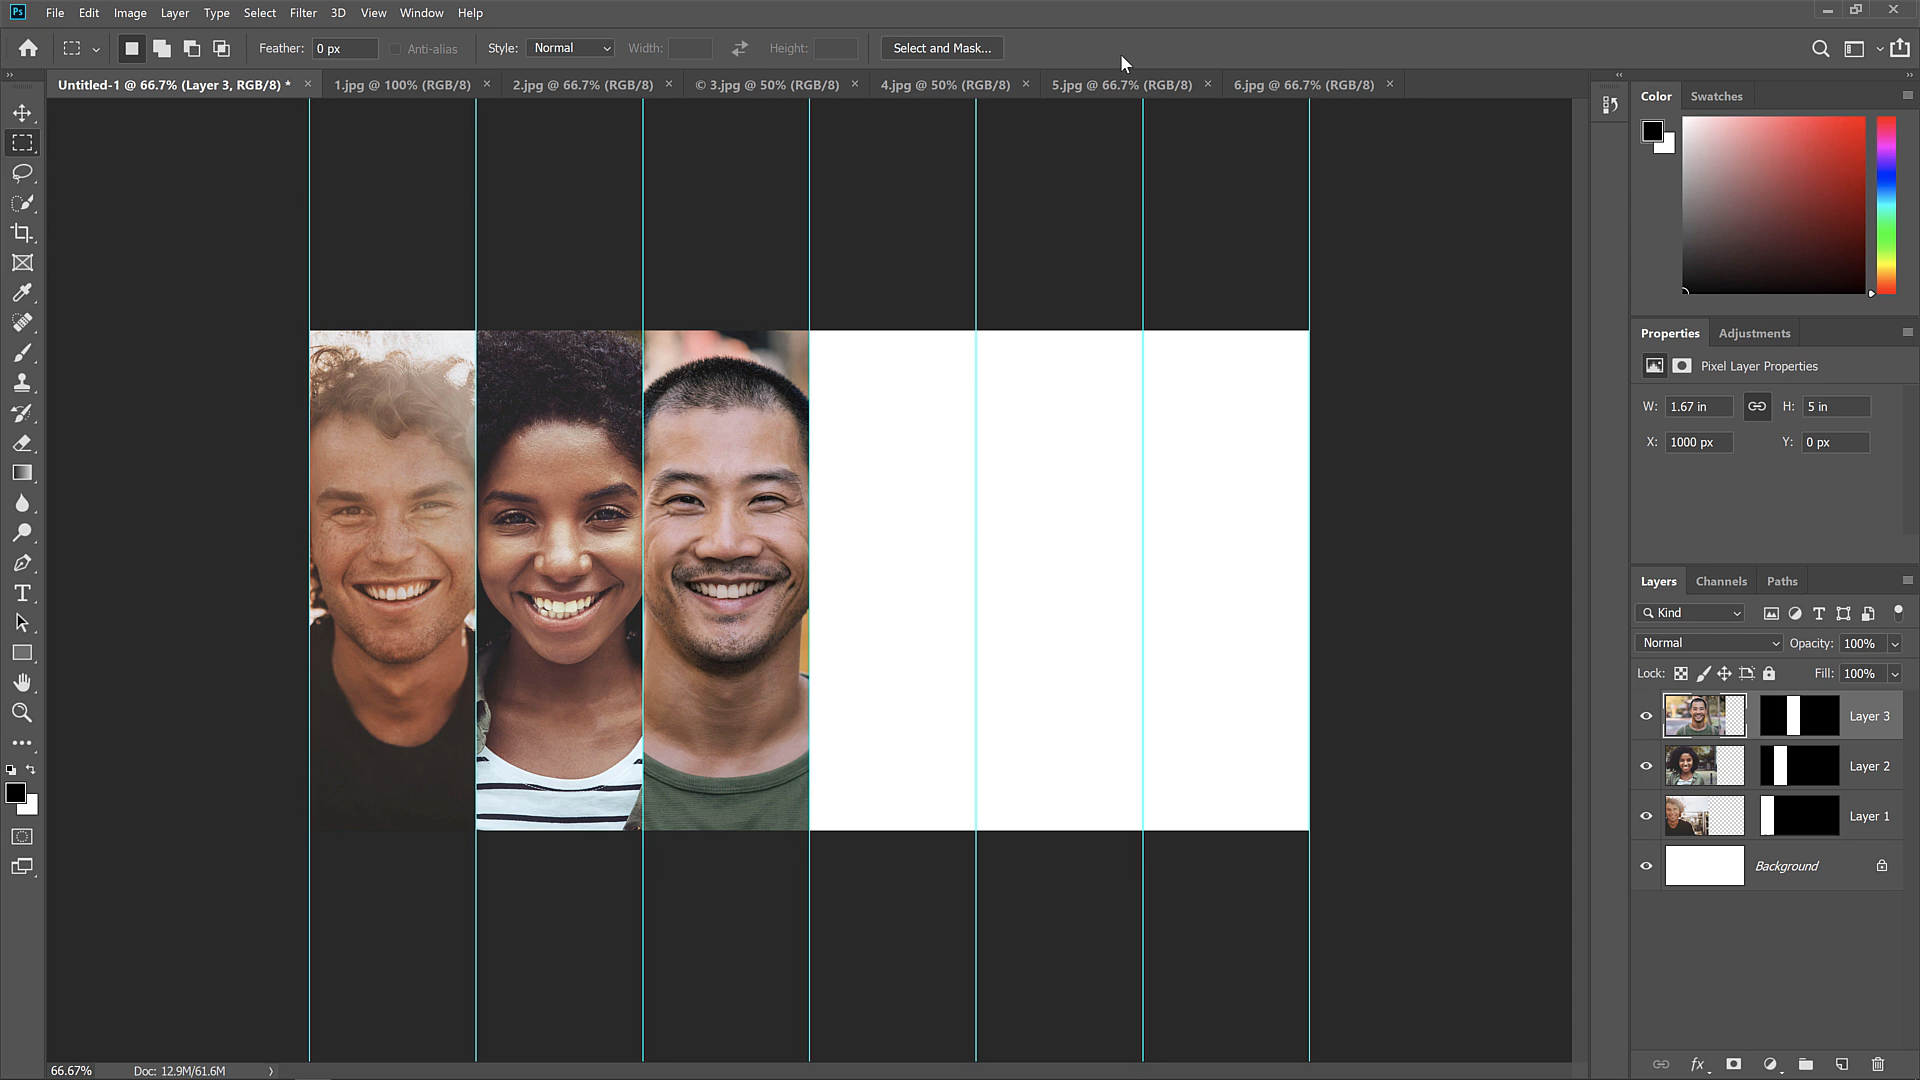 Ps File Edit Image Layer Type Select Filter 3D View Window Help
Feather: 0 px Anti-alias Style: Normal Width: Height: Select and Mask...
Untitled-1 @ 66.7% (Layer 3, RGB/8) * × 1.jpg @ 100% (RGB/8) × 2.jpg @ 66.7% (RGB/8) × © 3.jpg @ 50% (RGB/8) × 4.jpg @ 50% (RGB/8) × 5.jpg @ 66.7% (RGB/8) × 6.jpg @ 66.7% (RGB/8) ×
Color Swatches
Properties Adjustments
Pixel Layer Properties
W: 1.67 in H: 5 in
X: 1000 px Y: 0 px
Layers Channels Paths
Kind
Normal Opacity: 100%
Lock: Fill: 100%
Layer 3
Layer 2
Layer 1
Background
66.67% Doc: 12.9M/61.6M
fx